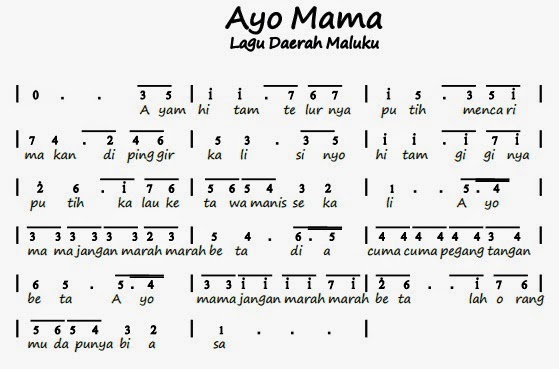 Ayo Mama
Lagu Daerah Maluku
| 0 . . 3 5 | i i . 7 6 7 | i 5 . 3 5 i |
A yam hi tam te lur nya pu tih mencari
7 4 . 2 4 6 | 5 3 . 3 5 | i i . i 7 i |
ma kan di ping gir ka li si nyo hi tam gi gi nya
| 2̇ 6 . i 7 6 | 5 6 5 4 3 2 | 1 . . 5 . 4 |
pu tih ka lau ke ta wa manis se ka li A yo
| 3 3 3 3 3 2 3 | 5 4 . 6 . 5 | 4 4 4 4 4 3 4 |
ma ma jangan marah marah be ta di a cuma cuma pegang tangan
| 6 5 . 5 . 4 | 3 3 i i i 7 i | 2̇ 6 . . i 7 6 |
be ta A yo mama jangan marah marah be ta lah o rang
| 5 6 5 4 3 2 | 1 . . . |
mu da punya bi a sa